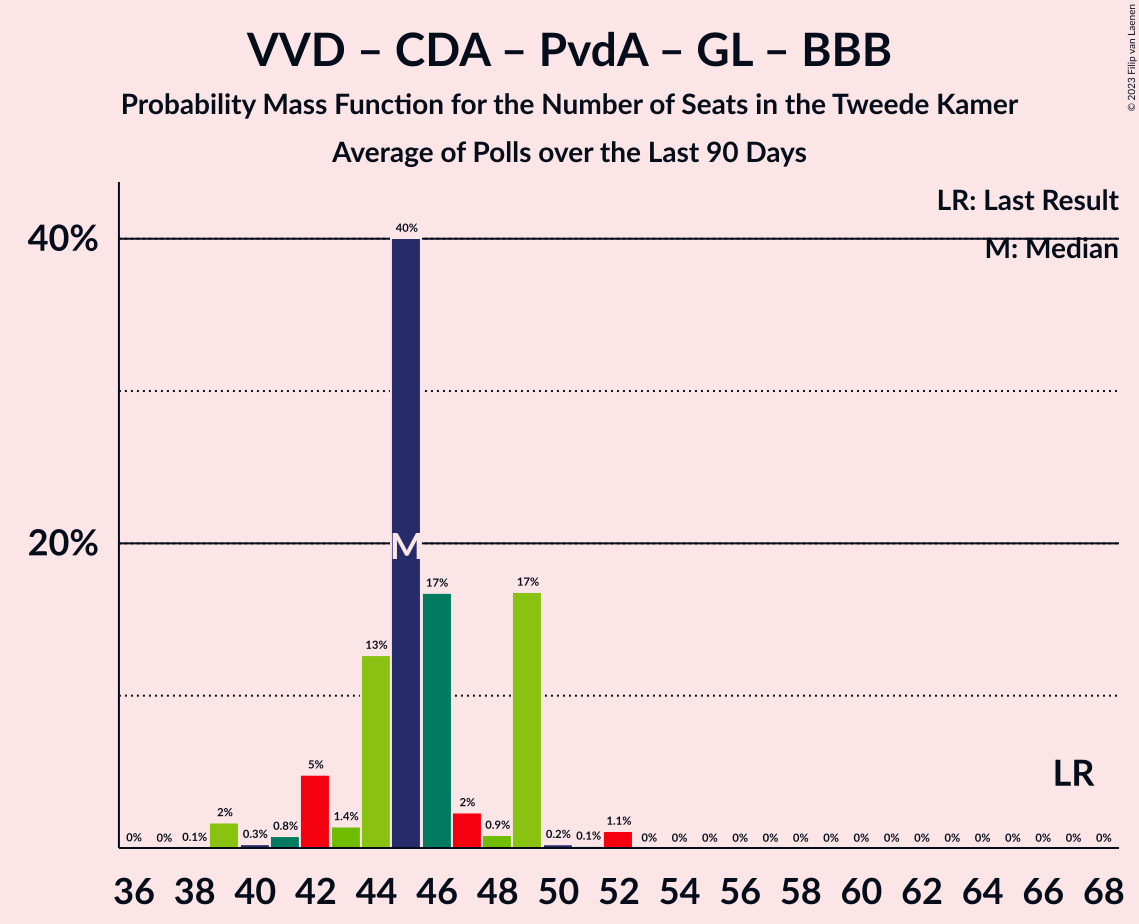 VVD – CDA – PvdA – GL – BBB
Probability Mass Function for the Number of Seats in the Tweede Kamer
Average of Polls over the Last 90 Days
© 2023 Filip van Laenen
LR: Last Result
M: Median
40%
20%
0% 0% 0.1% 2% 0.3% 0.8% 5% 1.4% 13% 40% 17% 2% 0.9% 17% 0.2% 0.1% 1.1% 0% 0% 0% 0% 0% 0% 0% 0% 0% 0% 0% 0% 0% 0% 0% 0%
M
LR
36 38 40 42 44 46 48 50 52 54 56 58 60 62 64 66 68